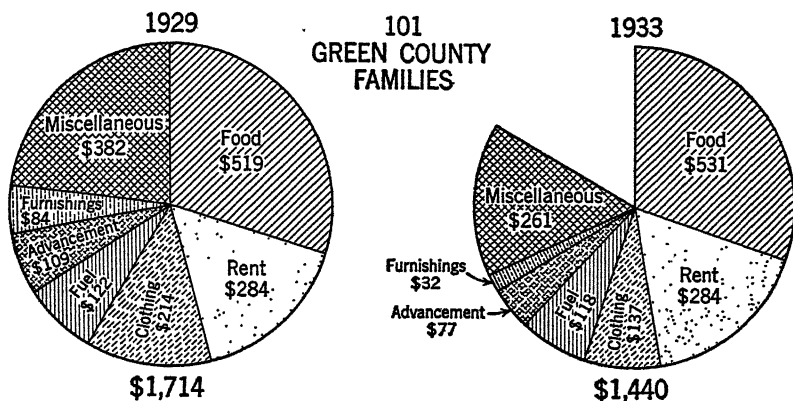 1929
101
GREEN COUNTY
FAMILIES
1933
Miscellaneous
$382
Food
$519
Furnishings
$84
Advancement
$109
Fuel
$122
Clothing
$214
Rent
$284
$1,714
Food
$531
Miscellaneous
$261
Furnishings
$32
Advancement
$77
Fuel
$118
Clothing
$137
Rent
$284
$1,440